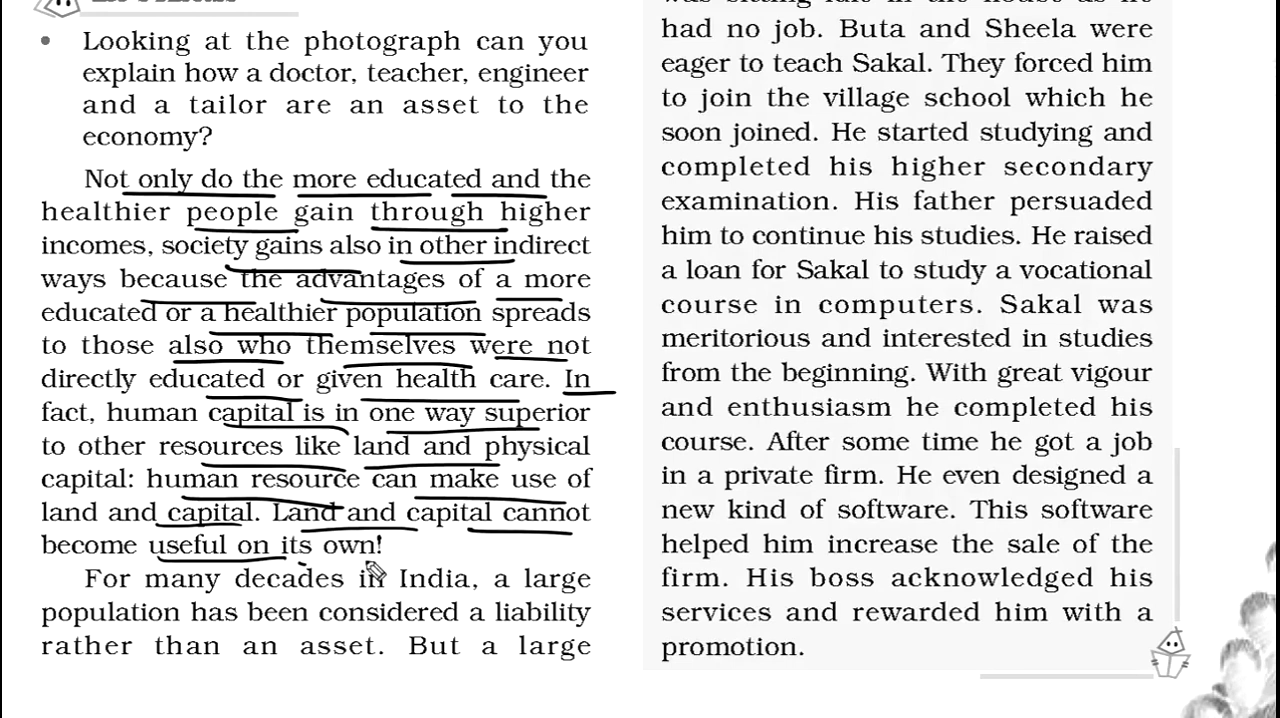 Looking at the photograph can you
explain how a doctor, teacher, engineer
and a tailor are an asset to the
economy?
Not only do the more educated and the
healthier people gain through higher
incomes, society gains also in other indirect
ways because the advantages of a more
educated or a healthier population spreads
to those also who themselves were not
directly educated or given health care. In
fact, human capital is in one way superior
to other resources like land and physical
capital: human resource can make use of
land and capital. Land and capital cannot
become useful on its own!
For many decades in India, a large
population has been considered a liability
rather than an asset. But a large
had no job. Buta and Sheela were
eager to teach Sakal. They forced him
to join the village school which he
soon joined. He started studying and
completed his higher secondary
examination. His father persuaded
him to continue his studies. He raised
a loan for Sakal to study a vocational
course in computers. Sakal was
meritorious and interested in studies
from the beginning. With great vigour
and enthusiasm he completed his
course. After some time he got a job
in a private firm. He even designed a
new kind of software. This software
helped him increase the sale of the
firm. His boss acknowledged his
services and rewarded him with a
promotion.